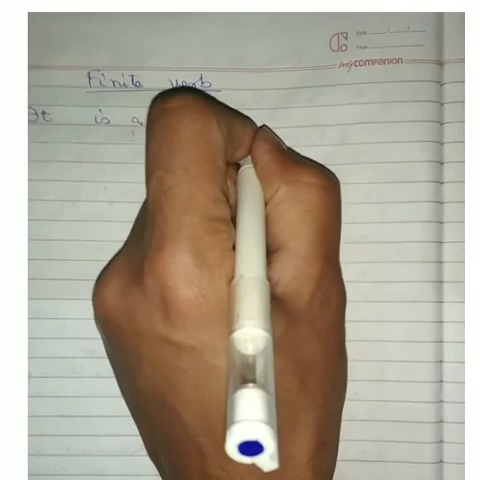 Date
Page
companion
Finite verb
It is a